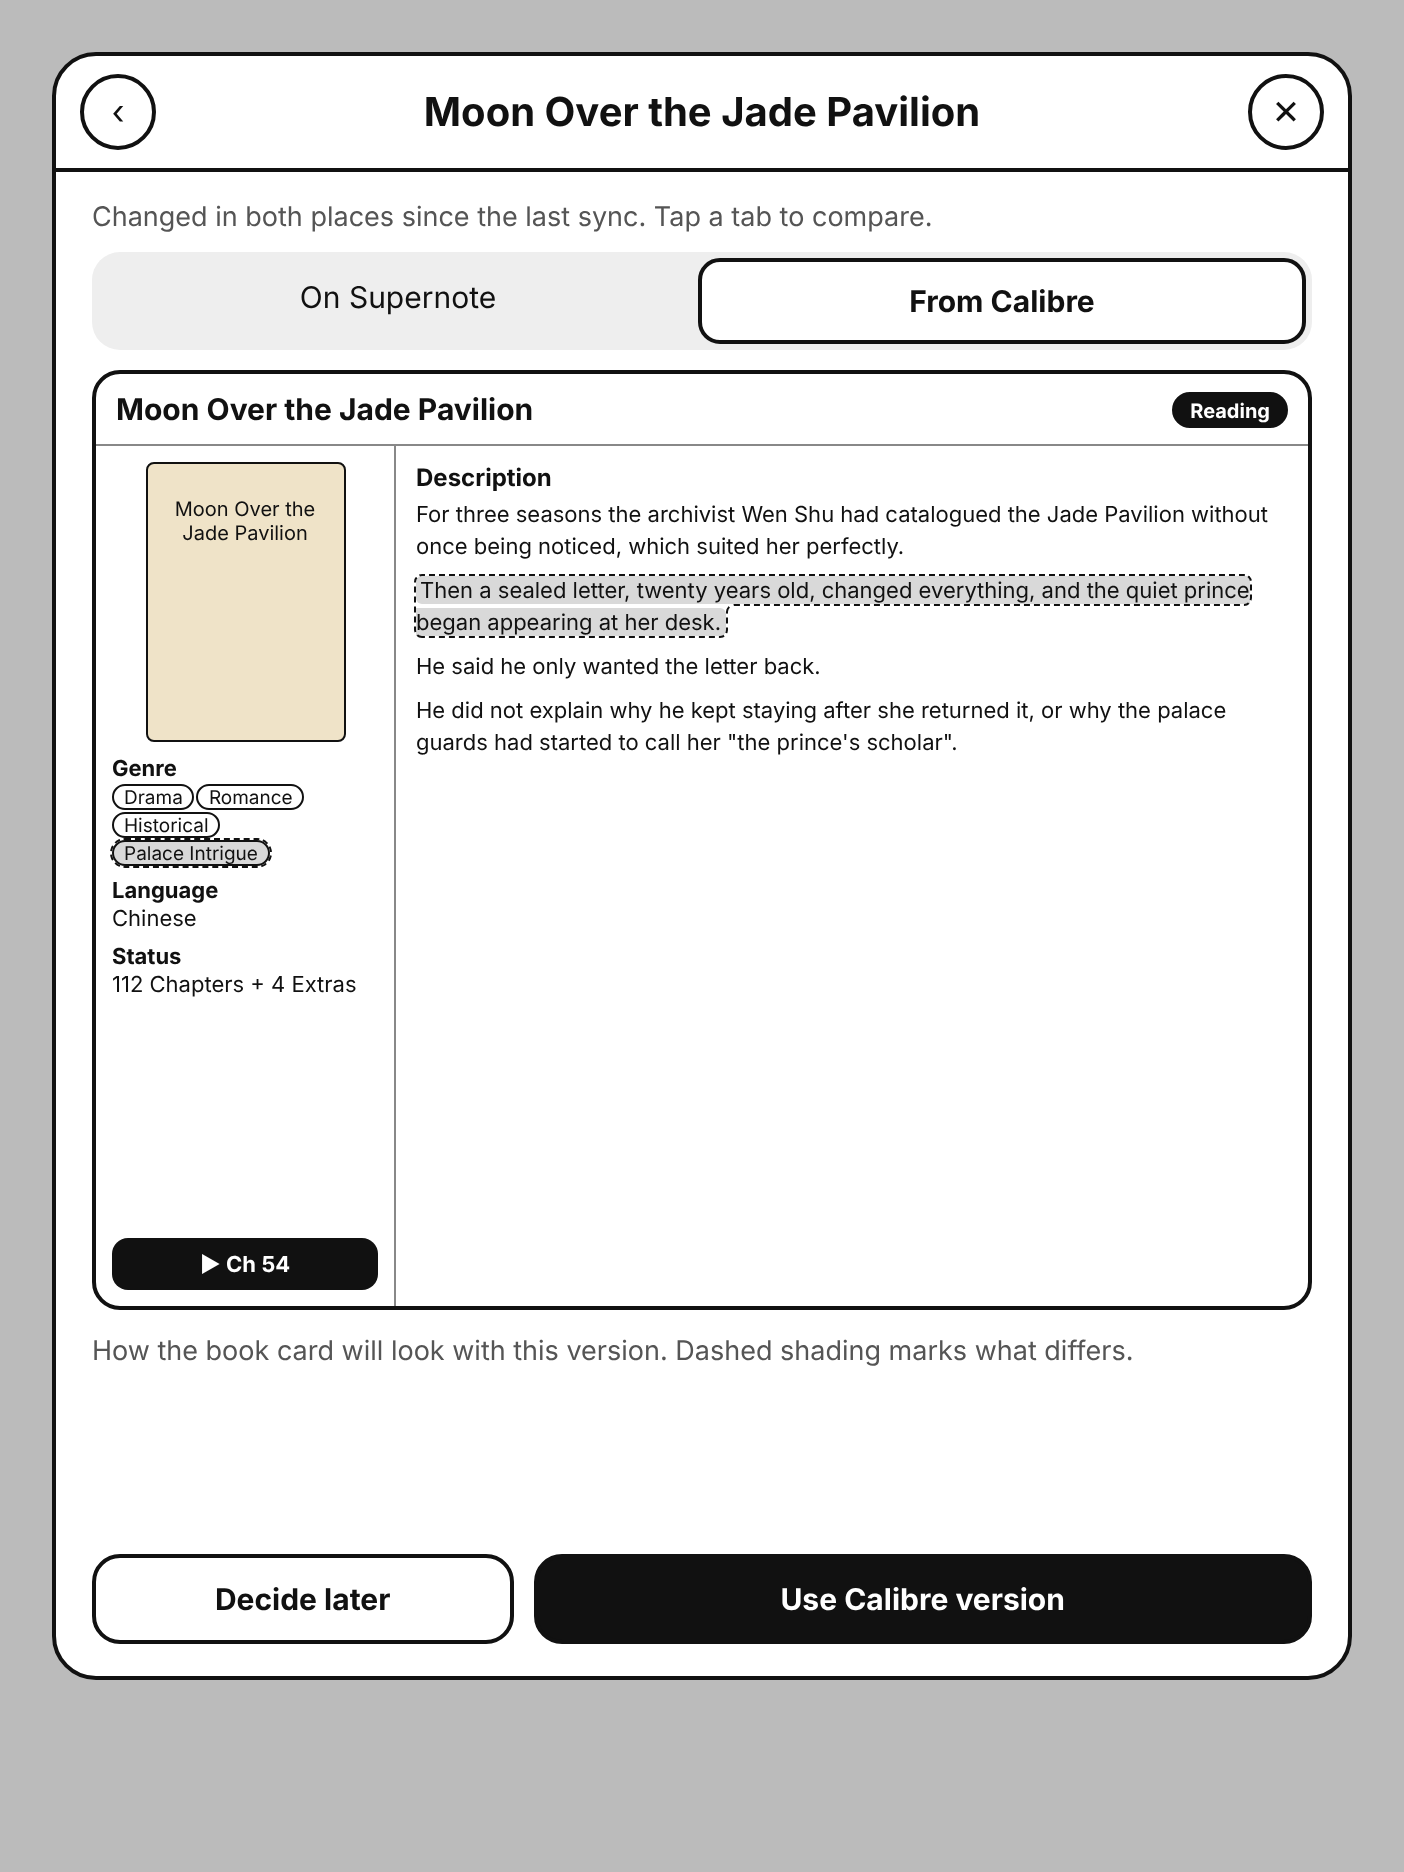 ‹
Moon Over the Jade Pavilion
✕
Changed in both places since the last sync. Tap a tab to compare.
On Supernote
From Calibre
Moon Over the Jade Pavilion
Reading
Moon Over the
Jade Pavilion
Genre
Drama
Romance
Historical
Palace Intrigue
Language
Chinese
Status
112 Chapters + 4 Extras
▶ Ch 54
Description
For three seasons the archivist Wen Shu had catalogued the Jade Pavilion without
once being noticed, which suited her perfectly.
Then a sealed letter, twenty years old, changed everything, and the quiet prince
began appearing at her desk.
He said he only wanted the letter back.
He did not explain why he kept staying after she returned it, or why the palace
guards had started to call her "the prince's scholar".
How the book card will look with this version. Dashed shading marks what differs.
Decide later
Use Calibre version